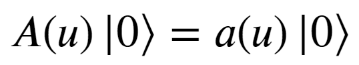 A(u) |0⟩ = a(u) |0⟩